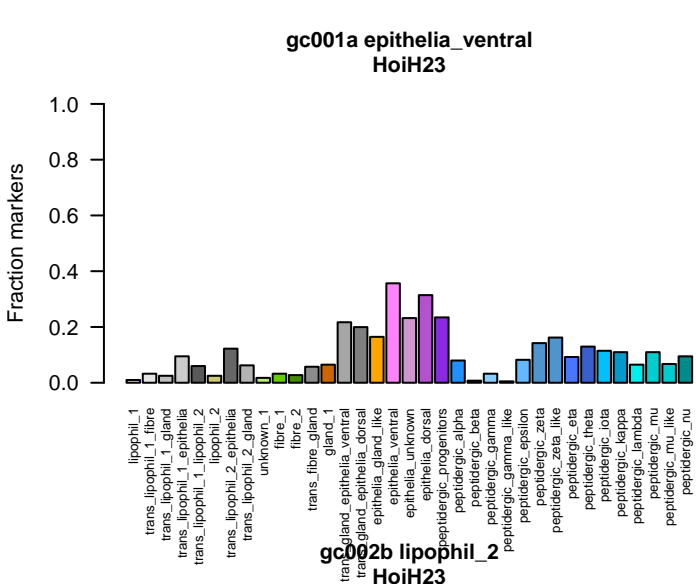 gc001a epithelia_ventral
HoiH23
Fraction markers
1.0
0.8
0.6
0.4
0.2
0.0
lipophil_1
trans_lipophil_1_fibre
trans_lipophil_1_gland
trans_lipophil_1_epithelia
trans_lipophil_1_lipophil_2
lipophil_2
trans_lipophil_2_epithelia
trans_lipophil_2_gland
unknown_1
fibre_1
fibre_2
trans_fibre_gland
gland_1
trans_gland_epithelia_ventral
trans_gland_epithelia_dorsal
epithelia_gland_like
epithelia_ventral
epithelia_unknown
epithelia_dorsal
peptidergic_progenitors
peptidergic_alpha
peptidergic_beta
peptidergic_gamma
peptidergic_gamma_like
peptidergic_epsilon
peptidergic_zeta
peptidergic_zeta_like
peptidergic_eta
peptidergic_theta
peptidergic_iota
peptidergic_kappa
peptidergic_lambda
peptidergic_mu
peptidergic_mu_like
peptidergic_nu
gc002b lipophil_2
HoiH23